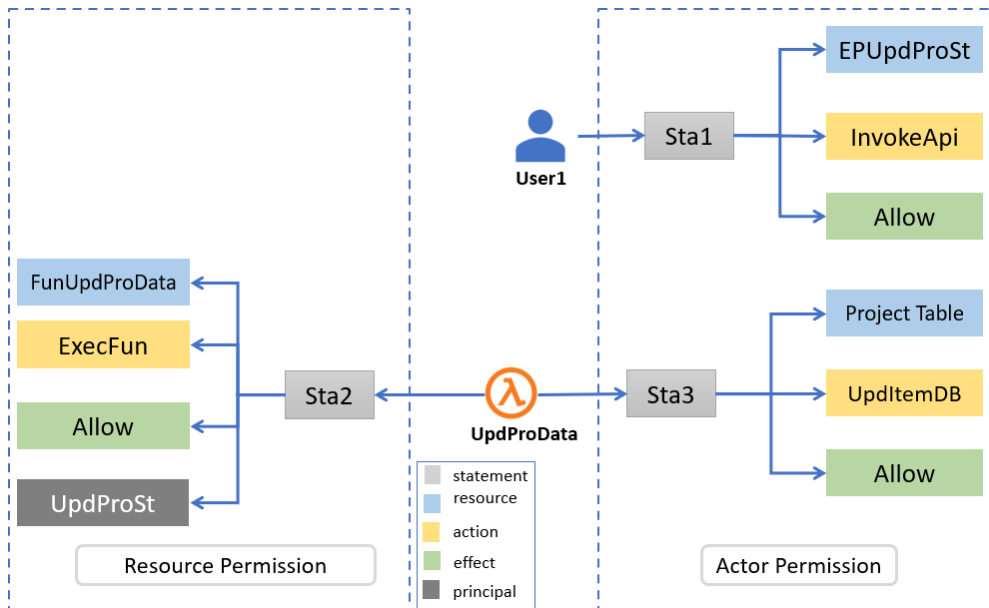 EPUpdProSt
Sta1
InvokeApi
User1
Allow
FunUpdProData
Project Table
ExecFun
Sta2
Sta3
UpdItemDB
UpdProData
Allow
Allow
UpdProSt
statement
resource
action
effect
principal
Resource Permission
Actor Permission